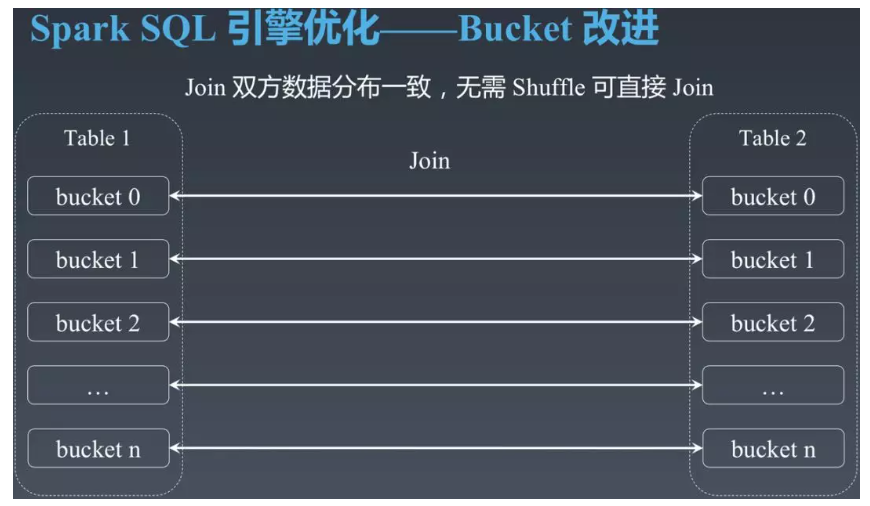 Spark SQL 引擎优化——Bucket 改进
Join 双方数据分布一致，无需 Shuffle 可直接 Join
Table 1
Table 2
Join
bucket 0
bucket 0
bucket 1
bucket 1
bucket 2
bucket 2
…
…
bucket n
bucket n